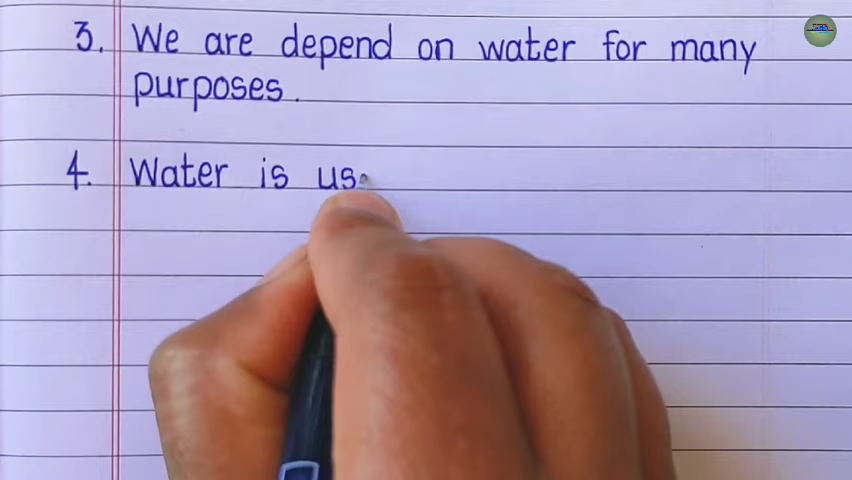 3. We are depend on water for many
purposes.
4. Water is us